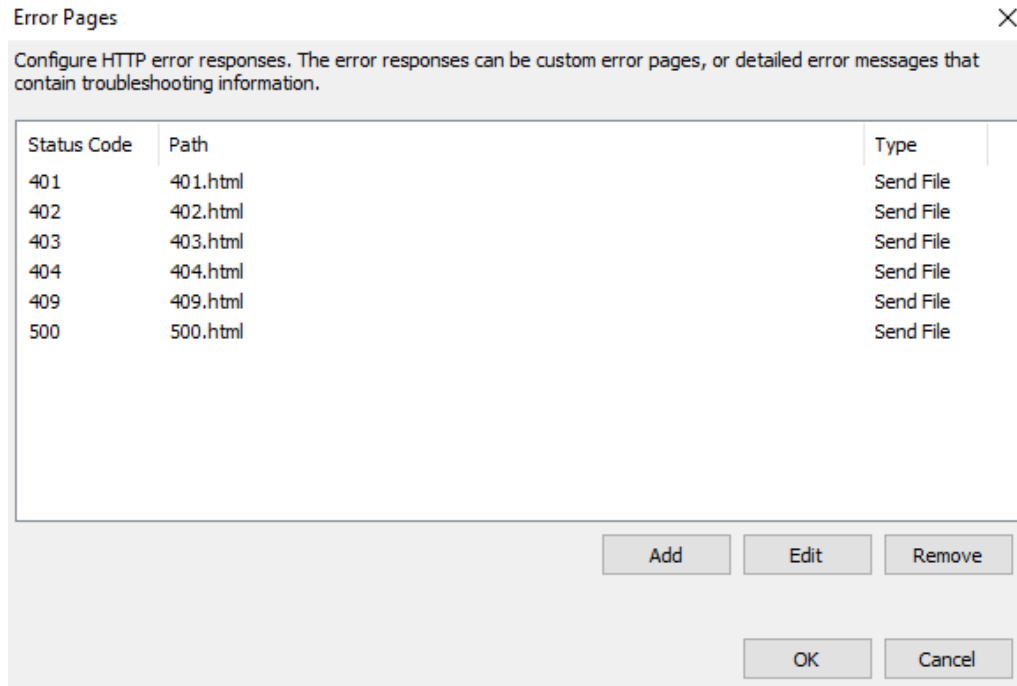 Error Pages
Configure HTTP error responses. The error responses can be custom error pages, or detailed error messages that
contain troubleshooting information.
Status Code Path Type
401 401.html Send File
402 402.html Send File
403 403.html Send File
404 404.html Send File
409 409.html Send File
500 500.html Send File
Add Edit Remove
OK Cancel